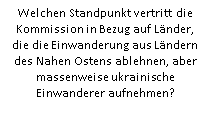 Welchen Standpunkt vertritt die
Kommission in Bezug auf Länder,
die die Einwanderung aus Ländern
des Nahen Ostens ablehnen, aber
massenweise ukrainische
Einwanderer aufnehmen?